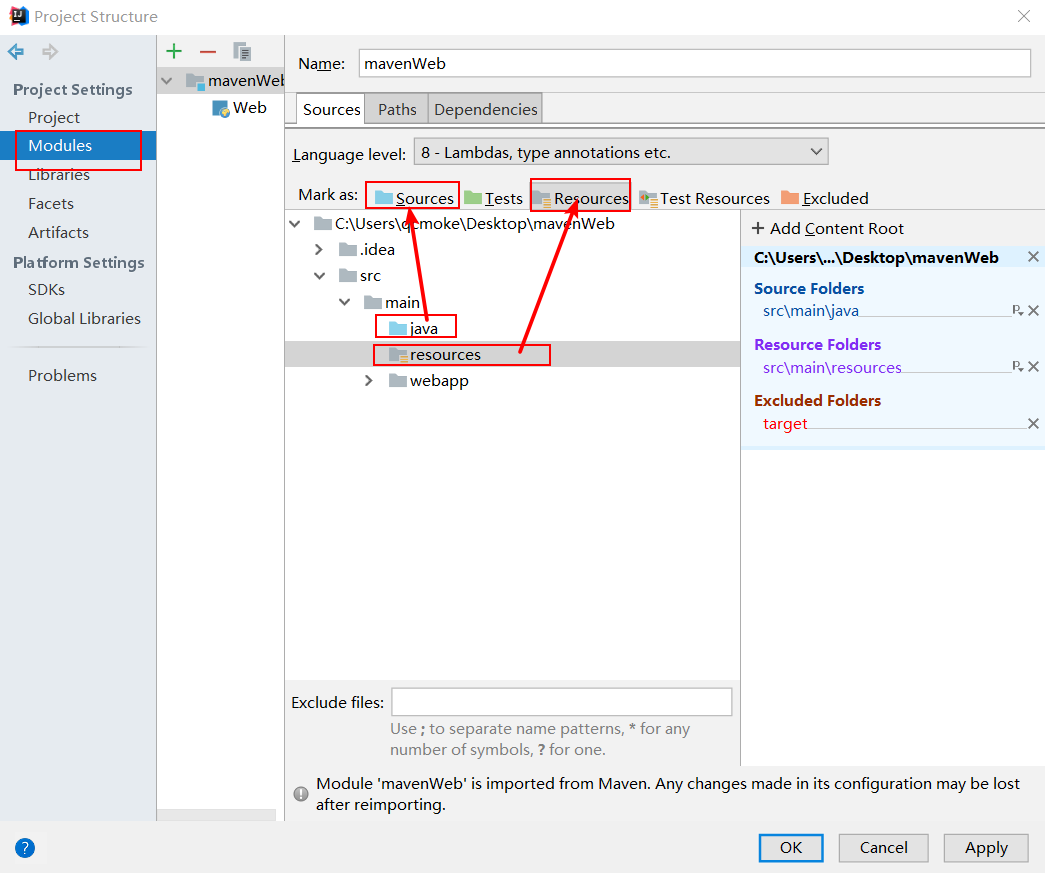 Project Structure
Project Settings
Project
Modules
Libraries
Facets
Artifacts
Platform Settings
SDKs
Global Libraries
Problems
mavenWeb
Web
Name: mavenWeb
Sources Paths Dependencies
Language level: 8 - Lambdas, type annotations etc.
Mark as: Sources Tests Resources Test Resources Excluded
C:\Users\qcmoke\Desktop\mavenWeb
.idea
src
main
java
resources
webapp
+ Add Content Root
C:\Users\...\Desktop\mavenWeb
Source Folders
src\main\java
Resource Folders
src\main\resources
Excluded Folders
target
Exclude files:
Use ; to separate name patterns, * for any
number of symbols, ? for one.
Module 'mavenWeb' is imported from Maven. Any changes made in its configuration may be lost
after reimporting.
? OK Cancel Apply